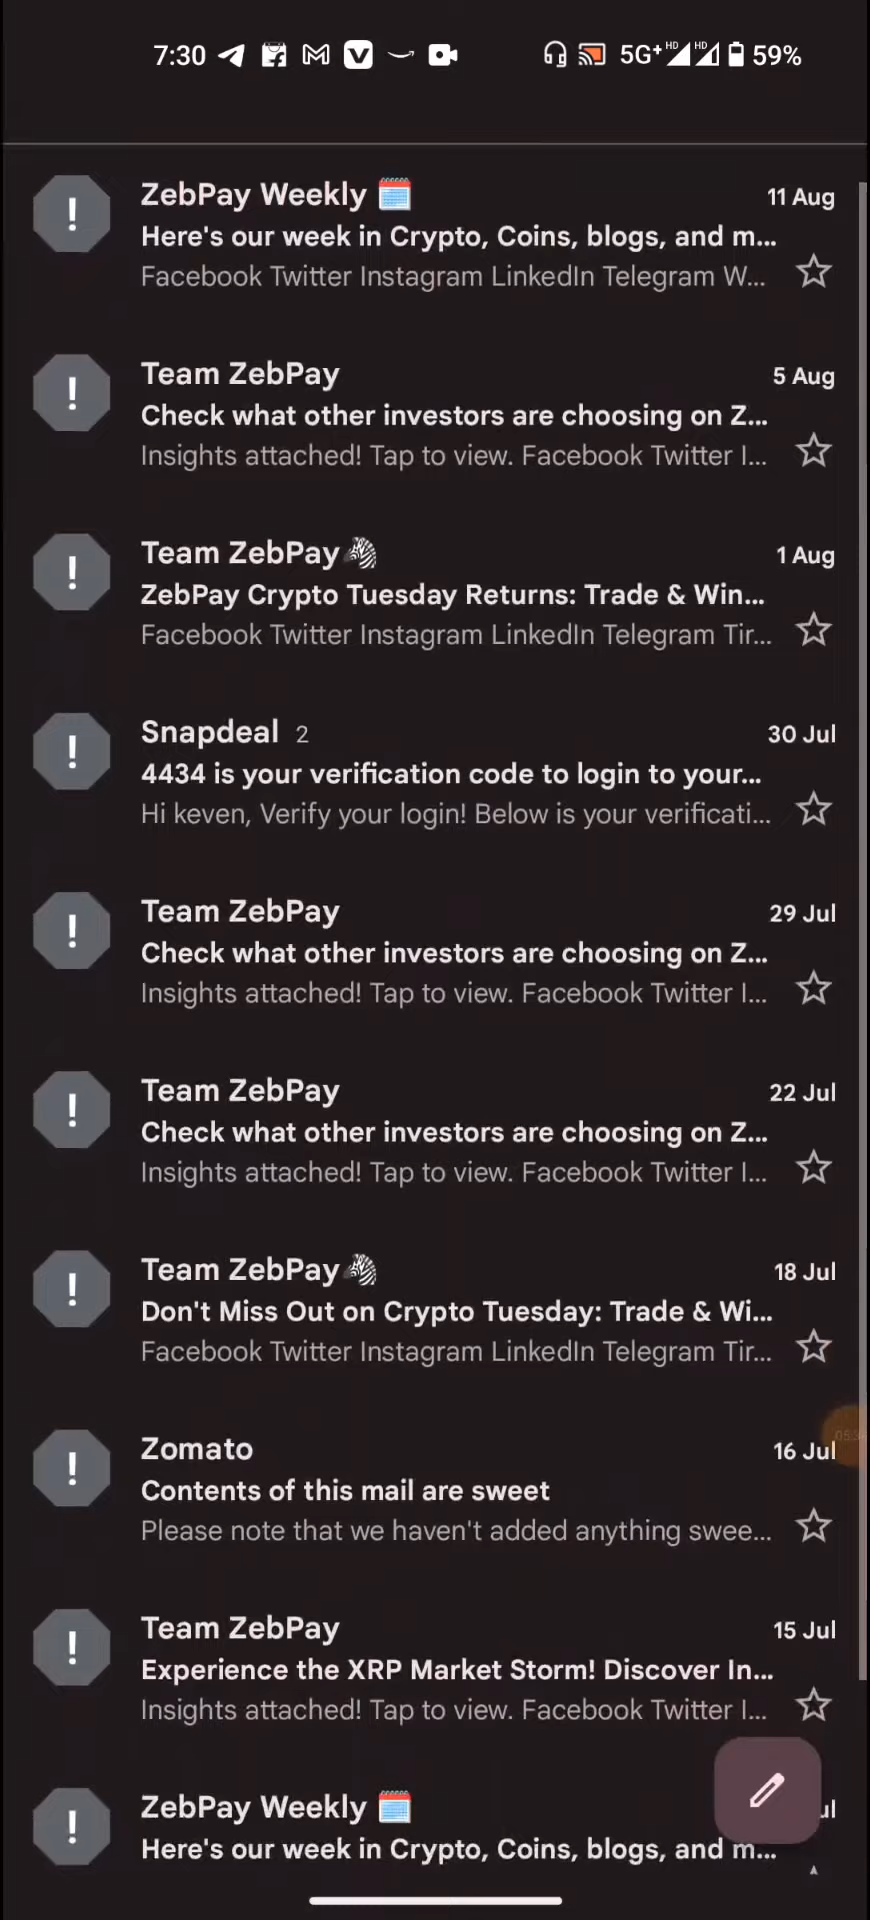 7:30 5G+ HD HD 59%
ZebPay Weekly 🗓️ 11 Aug
Here's our week in Crypto, Coins, blogs, and m...
Facebook Twitter Instagram LinkedIn Telegram W...
Team ZebPay 5 Aug
Check what other investors are choosing on Z...
Insights attached! Tap to view. Facebook Twitter I...
Team ZebPay🦓 1 Aug
ZebPay Crypto Tuesday Returns: Trade & Win...
Facebook Twitter Instagram LinkedIn Telegram Tir...
Snapdeal 2 30 Jul
4434 is your verification code to login to your...
Hi keven, Verify your login! Below is your verificati...
Team ZebPay 29 Jul
Check what other investors are choosing on Z...
Insights attached! Tap to view. Facebook Twitter I...
Team ZebPay 22 Jul
Check what other investors are choosing on Z...
Insights attached! Tap to view. Facebook Twitter I...
Team ZebPay🦓 18 Jul
Don't Miss Out on Crypto Tuesday: Trade & Wi...
Facebook Twitter Instagram LinkedIn Telegram Tir...
Zomato 16 Jul
Contents of this mail are sweet
Please note that we haven't added anything swee...
Team ZebPay 15 Jul
Experience the XRP Market Storm! Discover In...
Insights attached! Tap to view. Facebook Twitter I...
ZebPay Weekly 🗓️
Here's our week in Crypto, Coins, blogs, and m...